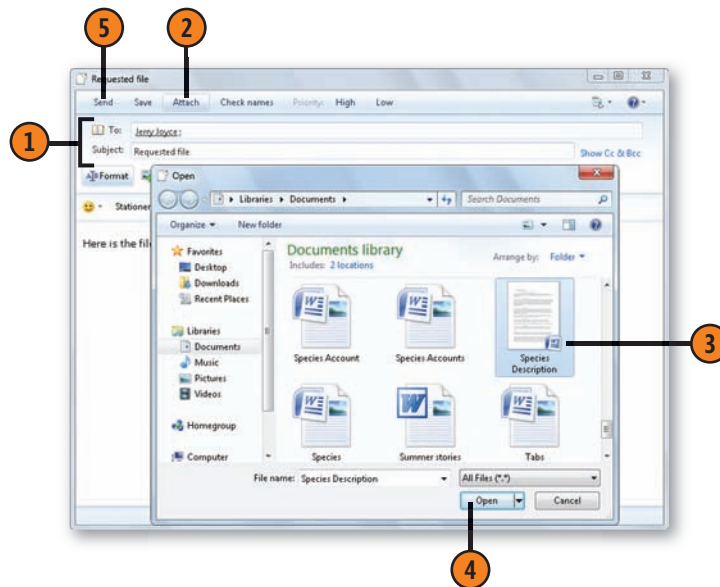 5
2
Requested file
Send Save Attach Check names Priority: High Low
1
To: Jerry Joyce;
Subject: Requested file
Show Cc & Bcc
Format
Open
Libraries Documents
Search Documents
Organize New folder
Here is the
Favorites
Desktop
Downloads
Recent Places
Libraries
Documents
Music
Pictures
Videos
Homegroup
Computer
Documents library
Includes: 2 locations
Arrange by: Folder
Species Account
Species Accounts
Species
Description
3
Species
Summer stories
Tabs
File name: Species Description
All Files (*.*)
Open Cancel
4